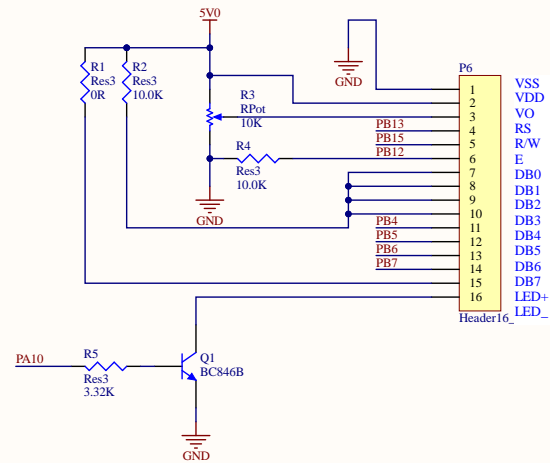 5V0
R1
Res3
0R
R2
Res3
10.0K
R3
RPot
10K
GND
P6
1 VSS
2 VDD
3 VO
PB13 4 RS
PB15 5 R/W
PB12 6 E
7 DB0
8 DB1
9 DB2
10 DB3
PB4 11 DB4
PB5 12 DB5
PB6 13 DB6
PB7 14 DB7
15 LED+
16 LED_
Header16_
R4
Res3
10.0K
GND
PA10
R5
Res3
3.32K
Q1
BC846B
GND